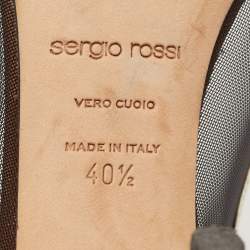 sergio rossi
VERO CUOIO
MADE IN ITALY
40½